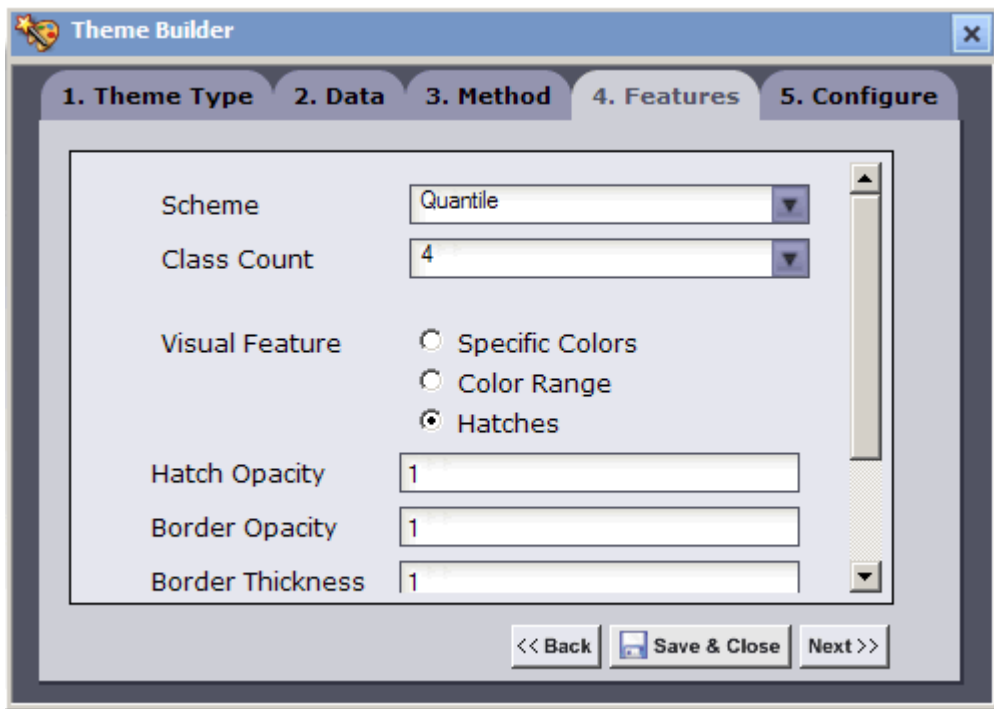 Theme Builder
1. Theme Type 2. Data 3. Method 4. Features 5. Configure
Scheme Quantile
Class Count 4
Visual Feature Specific Colors
Color Range
Hatches
Hatch Opacity 1
Border Opacity 1
Border Thickness 1
<< Back Save & Close Next >>